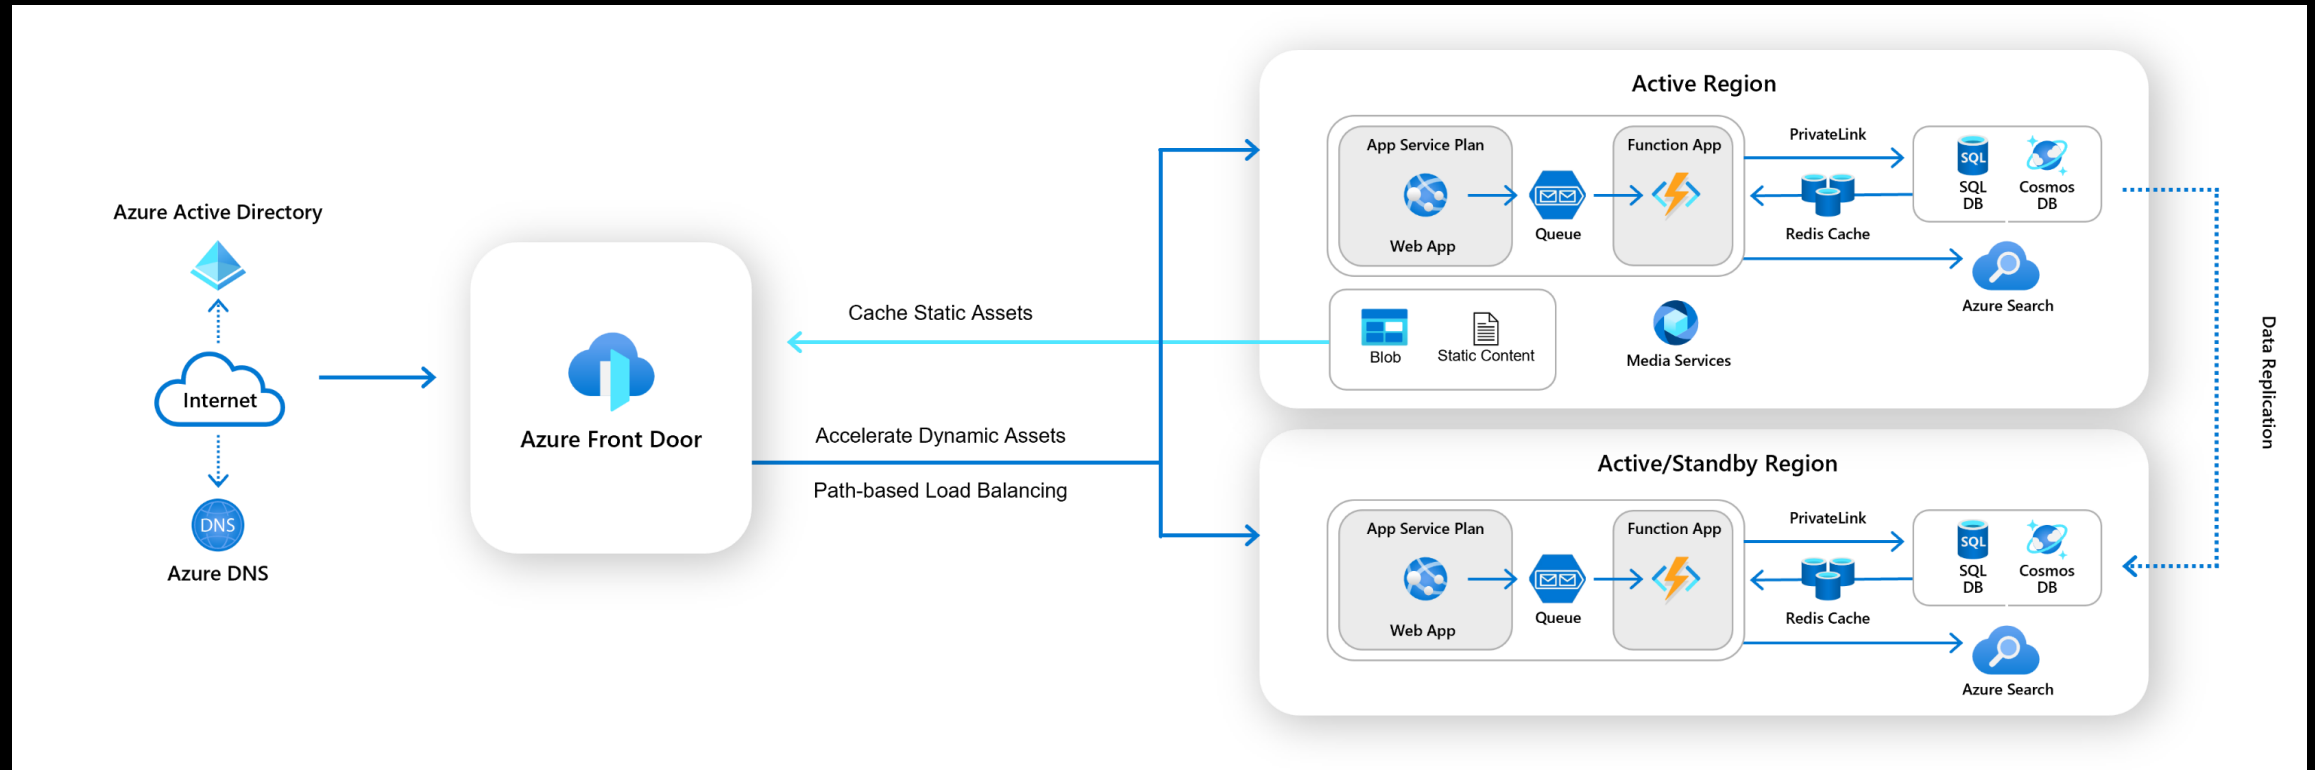 Azure Active Directory
Internet
DNS
Azure DNS
Azure Front Door
Cache Static Assets
Accelerate Dynamic Assets
Path-based Load Balancing
Active Region
App Service Plan
Web App
Queue
Function App
PrivateLink
Redis Cache
SQL
SQL
DB
Cosmos
DB
Azure Search
Blob
Static Content
Media Services
Active/Standby Region
App Service Plan
Web App
Queue
Function App
PrivateLink
Redis Cache
SQL
SQL
DB
Cosmos
DB
Azure Search
Data Replication